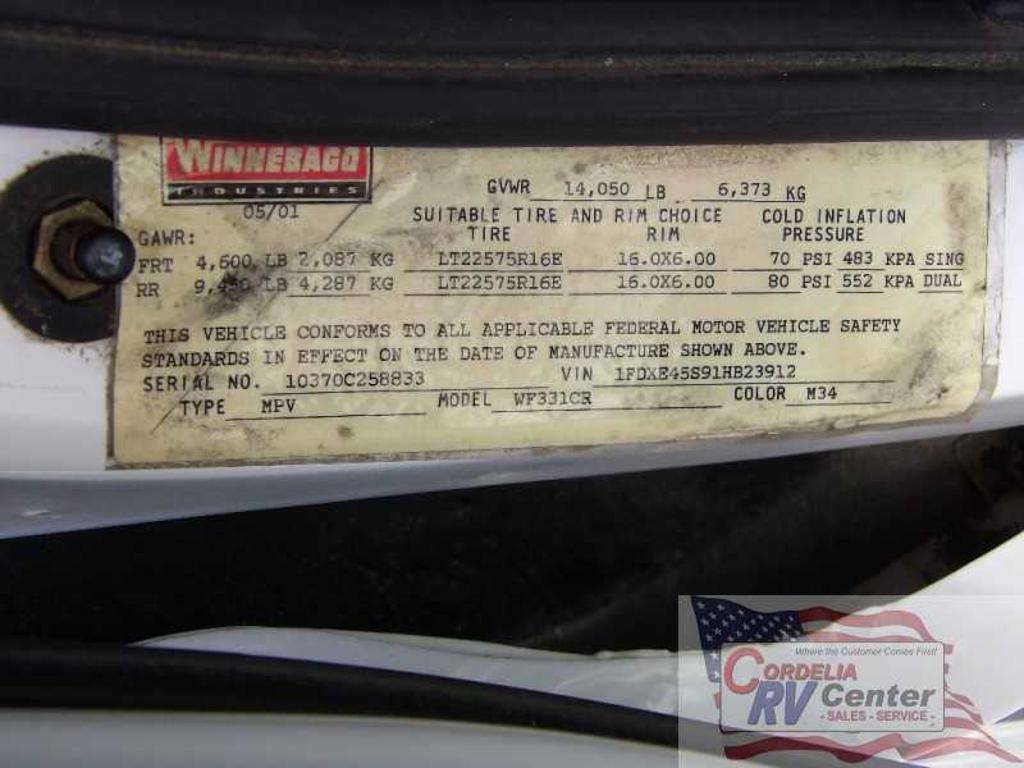 WINNEBAGO
INDUSTRIES
05/01
GVWR 14,050 LB 6,373 KG
SUITABLE TIRE AND RIM CHOICE COLD INFLATION
GAWR: TIRE RIM PRESSURE
FRT 4,600 LB 2,087 KG LT22575R16E 16.0X6.00 70 PSI 483 KPA SING
RR 9,450 LB 4,287 KG LT22575R16E 16.0X6.00 80 PSI 552 KPA DUAL
THIS VEHICLE CONFORMS TO ALL APPLICABLE FEDERAL MOTOR VEHICLE SAFETY
STANDARDS IN EFFECT ON THE DATE OF MANUFACTURE SHOWN ABOVE.
SERIAL NO. 10370C258833 VIN 1FDXE45S91HB23912
TYPE MPV MODEL WF331CR COLOR M34
Where the Customer Comes First!
CORDELIA
RV Center
- SALES - SERVICE -